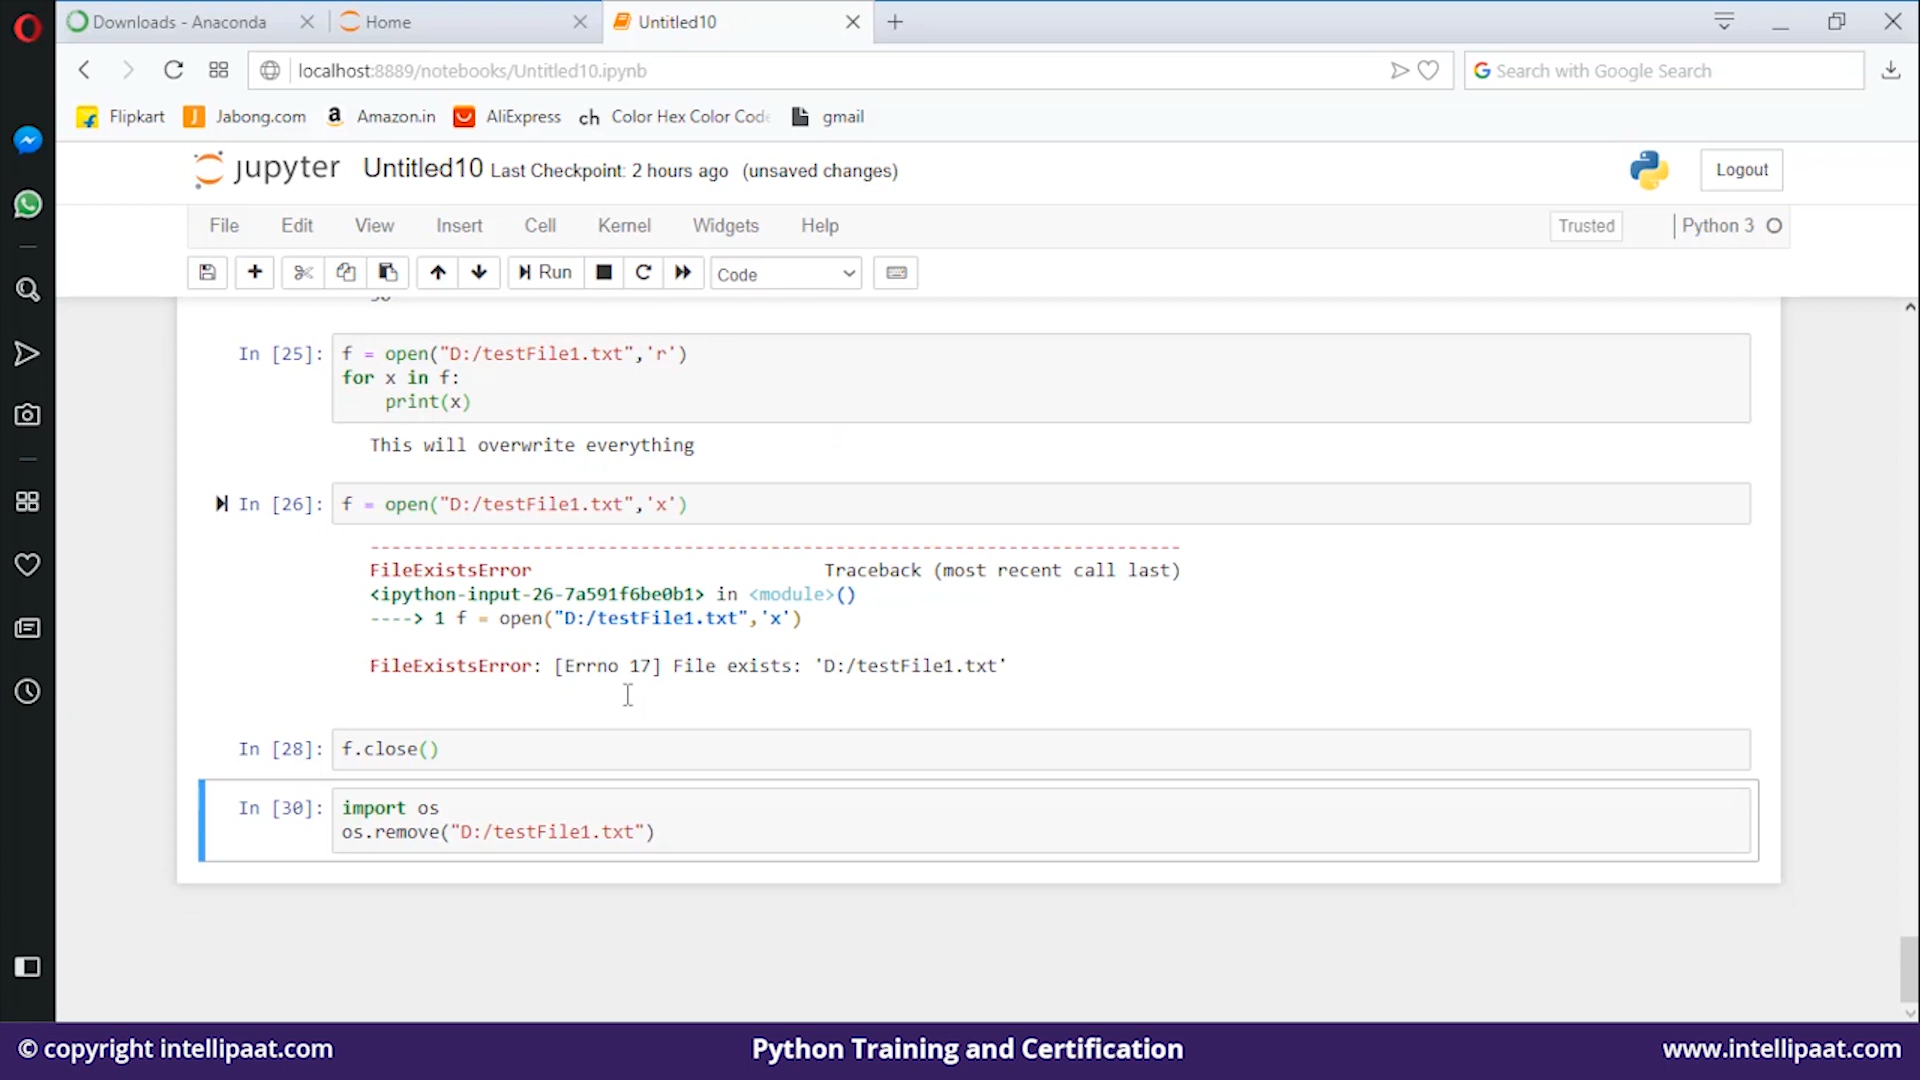 Downloads - Anaconda
Home
Untitled10
localhost:8889/notebooks/Untitled10.ipynb
Search with Google Search
Flipkart
Jabong.com
Amazon.in
AliExpress
ch Color Hex Color Code
gmail
jupyter Untitled10 Last Checkpoint: 2 hours ago (unsaved changes)
Logout
File Edit View Insert Cell Kernel Widgets Help
Trusted
Python 3
Run
Code
In [25]: f = open("D:/testFile1.txt",'r')
for x in f:
print(x)
This will overwrite everything
In [26]: f = open("D:/testFile1.txt",'x')
---------------------------------------------------------------------------
FileExistsError Traceback (most recent call last)
<ipython-input-26-7a591f6be0b1> in <module>()
----> 1 f = open("D:/testFile1.txt",'x')
FileExistsError: [Errno 17] File exists: 'D:/testFile1.txt'
In [28]: f.close()
In [30]: import os
os.remove("D:/testFile1.txt")
© copyright intellipaat.com
Python Training and Certification
www.intellipaat.com